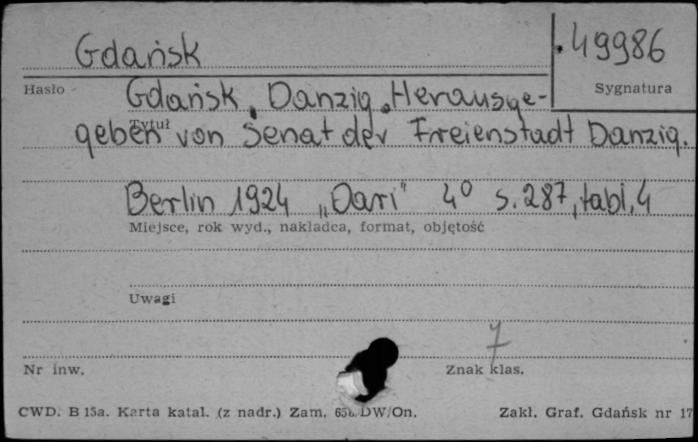 Gdańsk
.49986
Hasło
Sygnatura
Gdańsk. Danzig. Herausge-
Tytuł
geben von Senat der Freienstadt Danzig.
Berlin 1924 „Dari" 4° s. 287, tabl. 4
Miejsce, rok wyd., nakładca, format, objętość
Uwagi
7
Nr inw.
Znak klas.
CWD. B 15a. Karta katal. (z nadr.) Zam. DW/On.
Zakł. Graf. Gdańsk nr 17